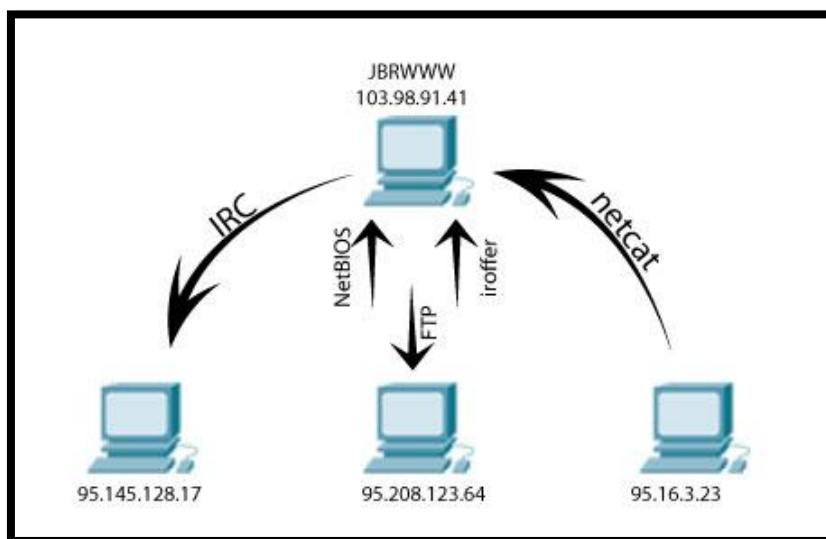 JBRWWW
103.98.91.41
IRC
NetBIOS
FTP
iroffer
netcat
95.145.128.17
95.208.123.64
95.16.3.23